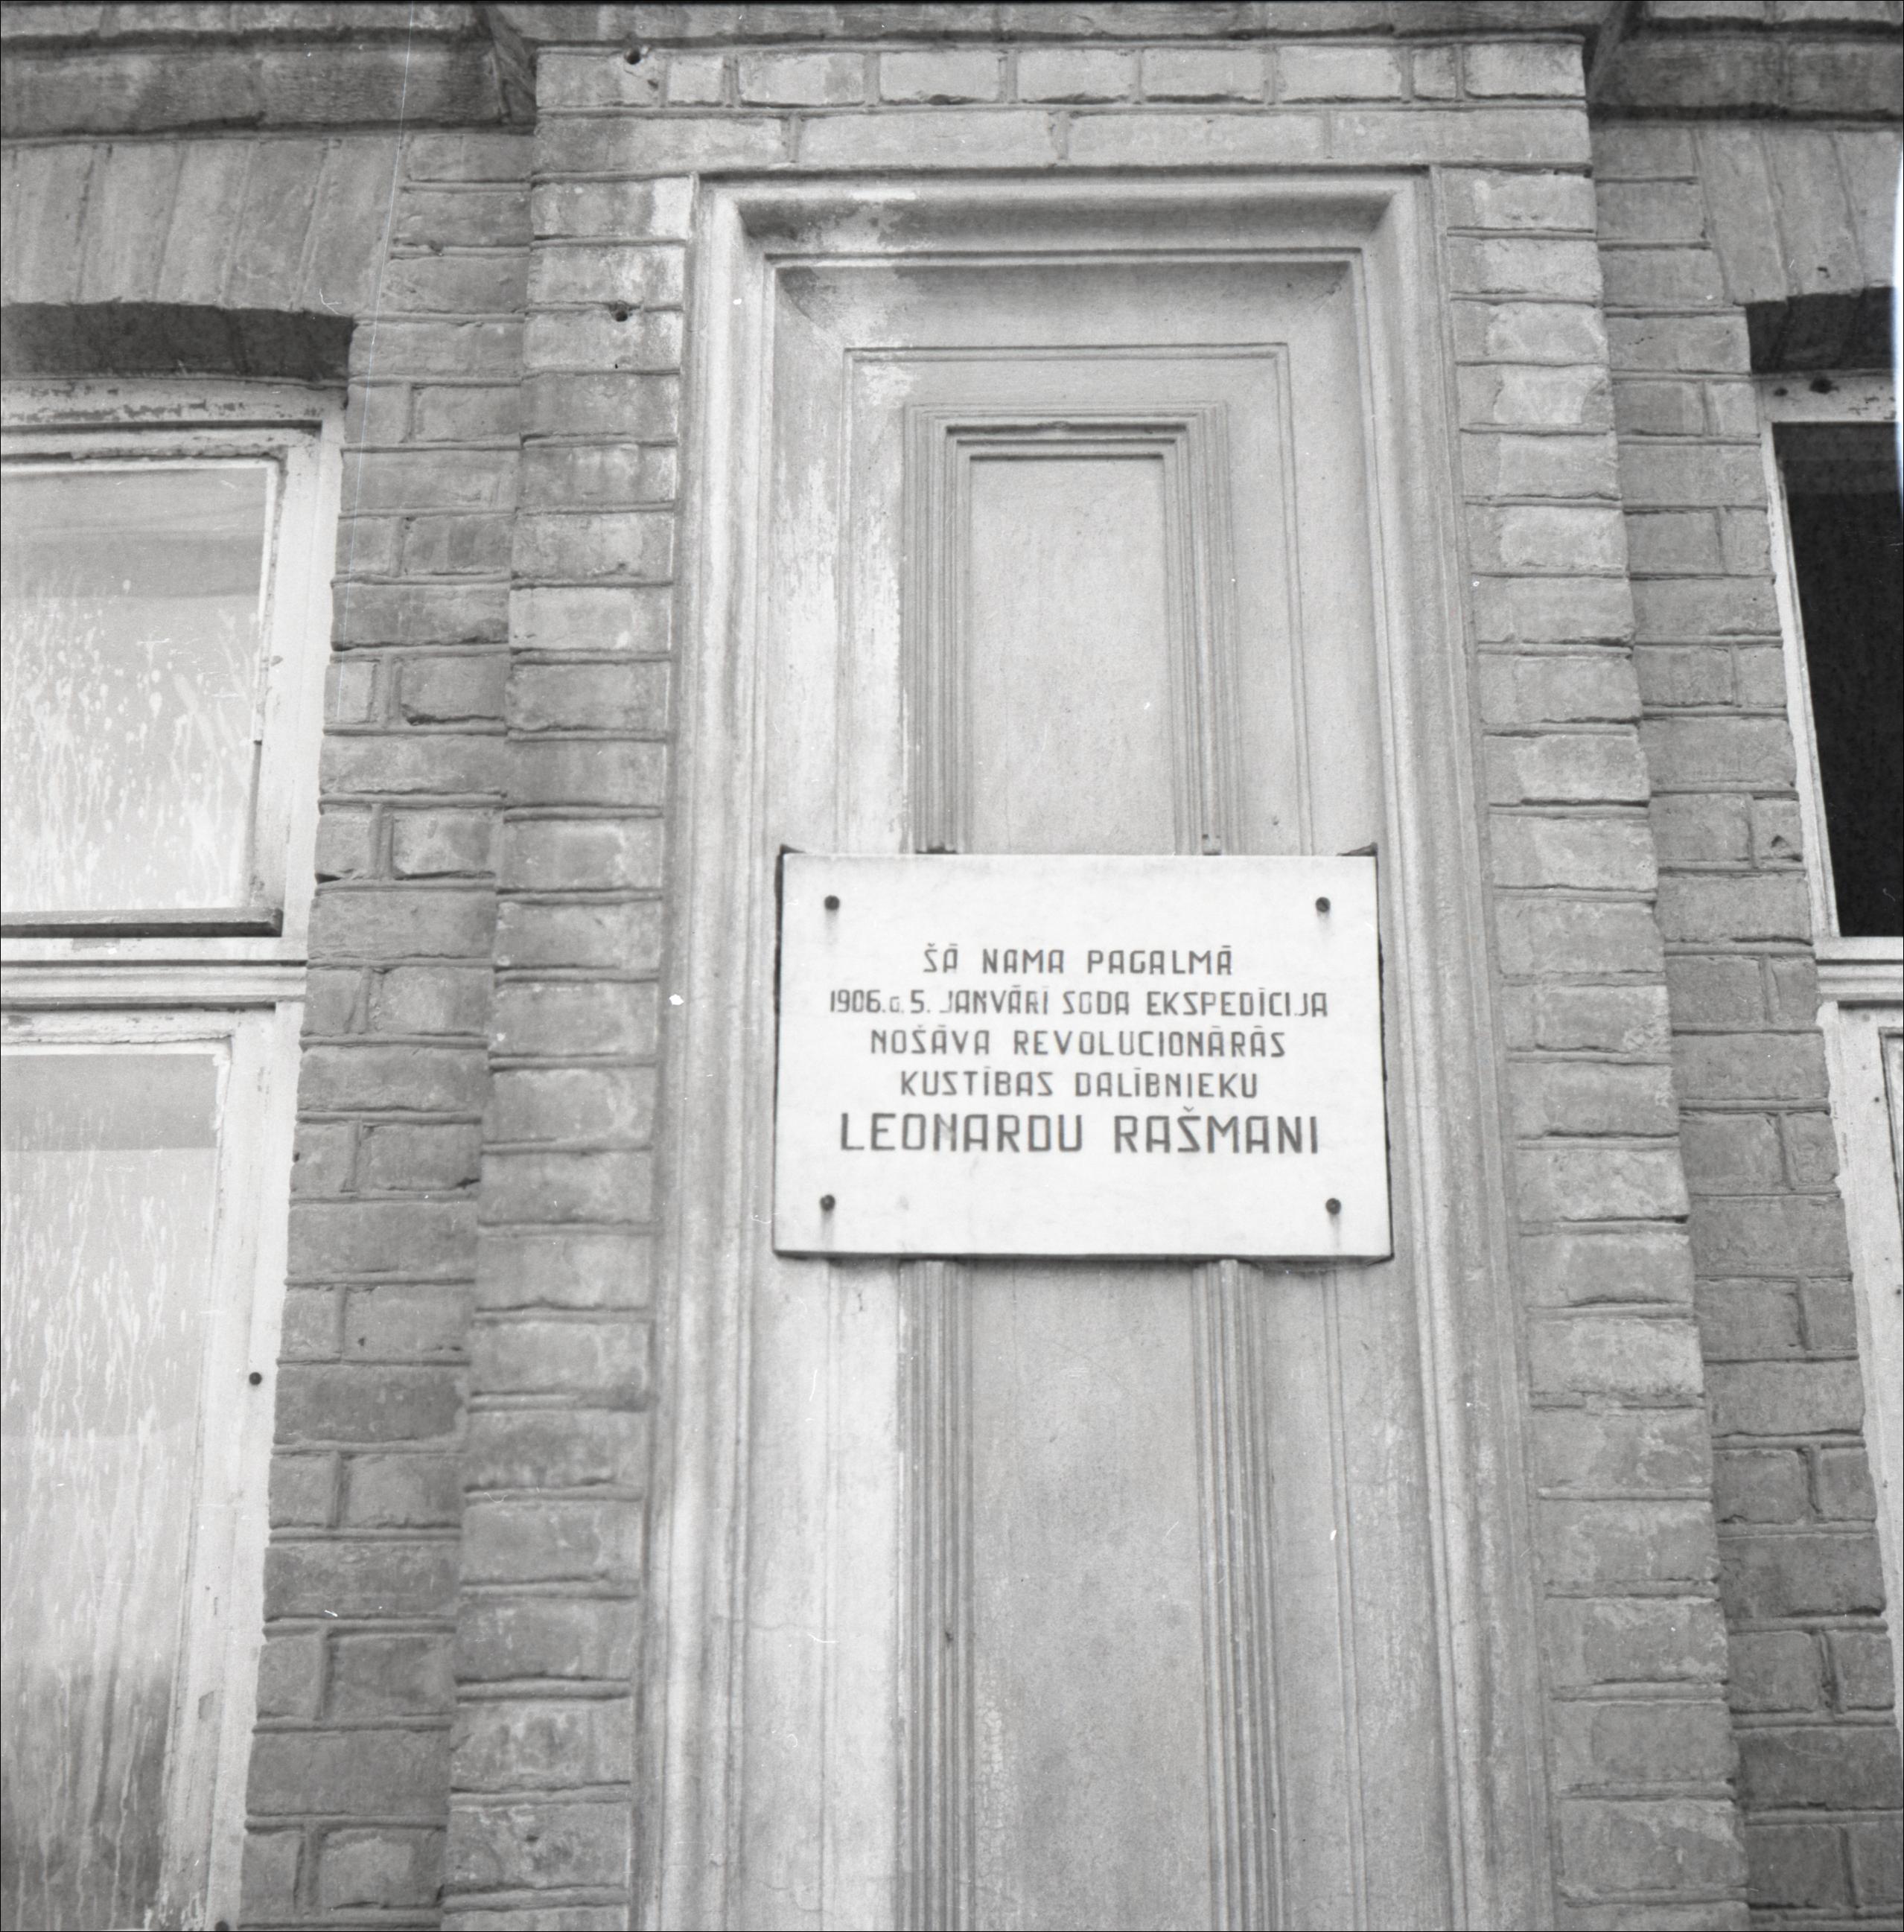 ŠĀ NAMA PAGALMĀ
1906.G.5. JANVĀRĪ SODA EKSPEDĪCIJA
NOŠĀVA REVOLUCIONĀRĀS
KUSTĪBAS DALĪBNIEKU
LEONARDU RAŠMANI